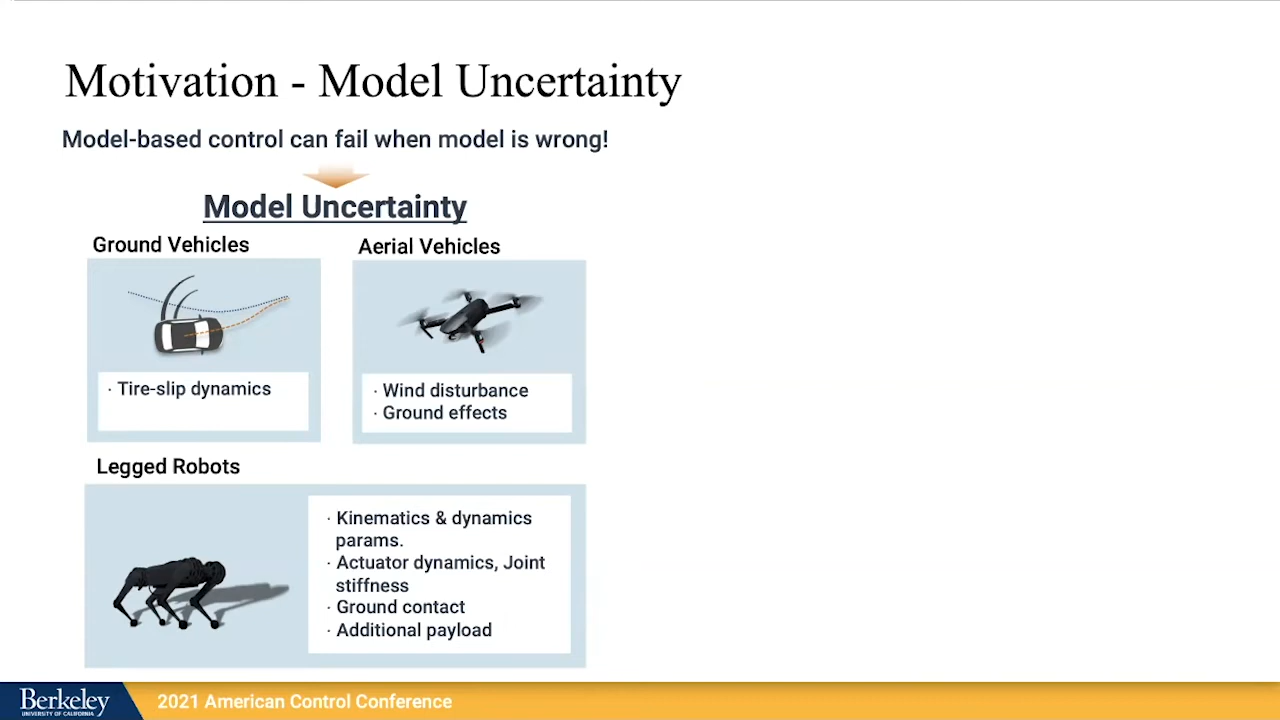 Motivation - Model Uncertainty
Model-based control can fail when model is wrong!
Model Uncertainty
Ground Vehicles
· Tire-slip dynamics
Aerial Vehicles
· Wind disturbance
· Ground effects
Legged Robots
· Kinematics & dynamics
params.
· Actuator dynamics, Joint
stiffness
· Ground contact
· Additional payload
Berkeley
UNIVERSITY OF CALIFORNIA
2021 American Control Conference